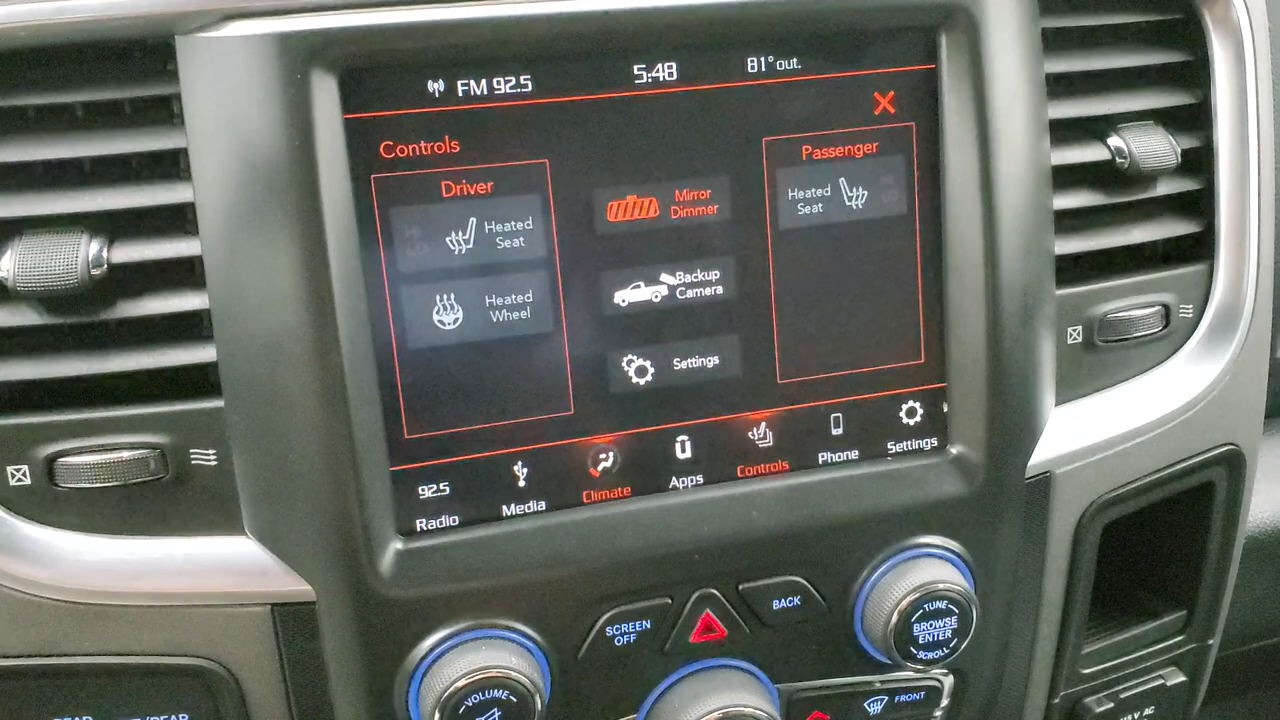 FM 92.5
5:48
81° out.
Controls
Driver
Heated
Seat
Heated
Wheel
Mirror
Dimmer
Backup
Camera
Settings
Passenger
Heated
Seat
92.5
Radio
Media
Climate
Apps
Controls
Phone
Settings
SCREEN
OFF
BACK
TUNE
BROWSE
ENTER
SCROLL
VOLUME
FRONT
AC